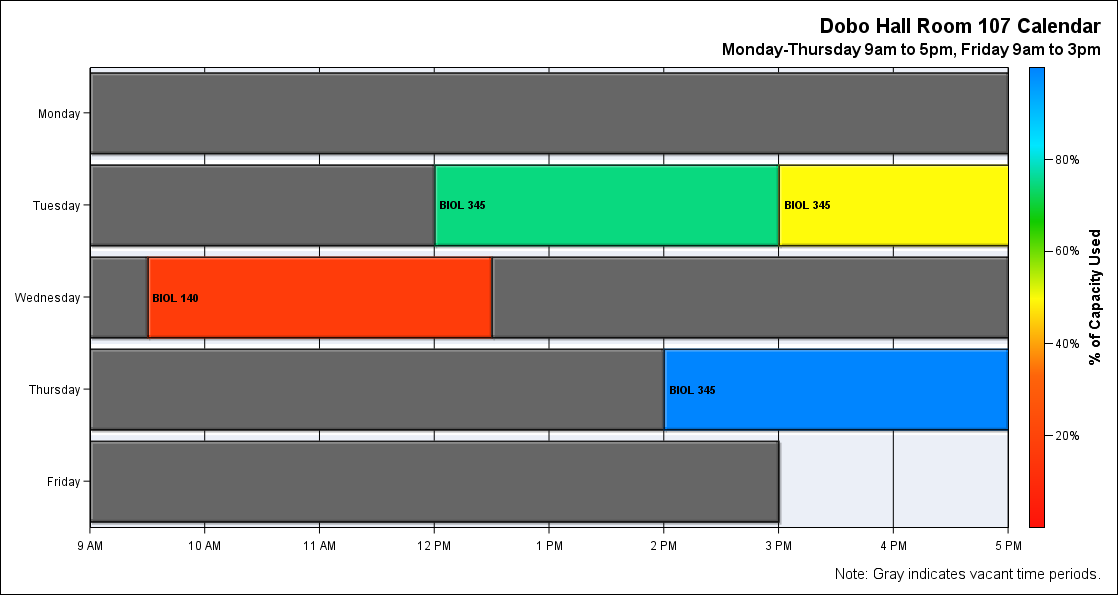 Dobo Hall Room 107 Calendar
Monday-Thursday 9am to 5pm, Friday 9am to 3pm
Monday
Tuesday
BIOL 345
BIOL 345
Wednesday
BIOL 140
Thursday
BIOL 345
Friday
9 AM
10 AM
11 AM
12 PM
1 PM
2 PM
3 PM
4 PM
5 PM
80%
60%
40%
20%
% of Capacity Used
Note: Gray indicates vacant time periods.